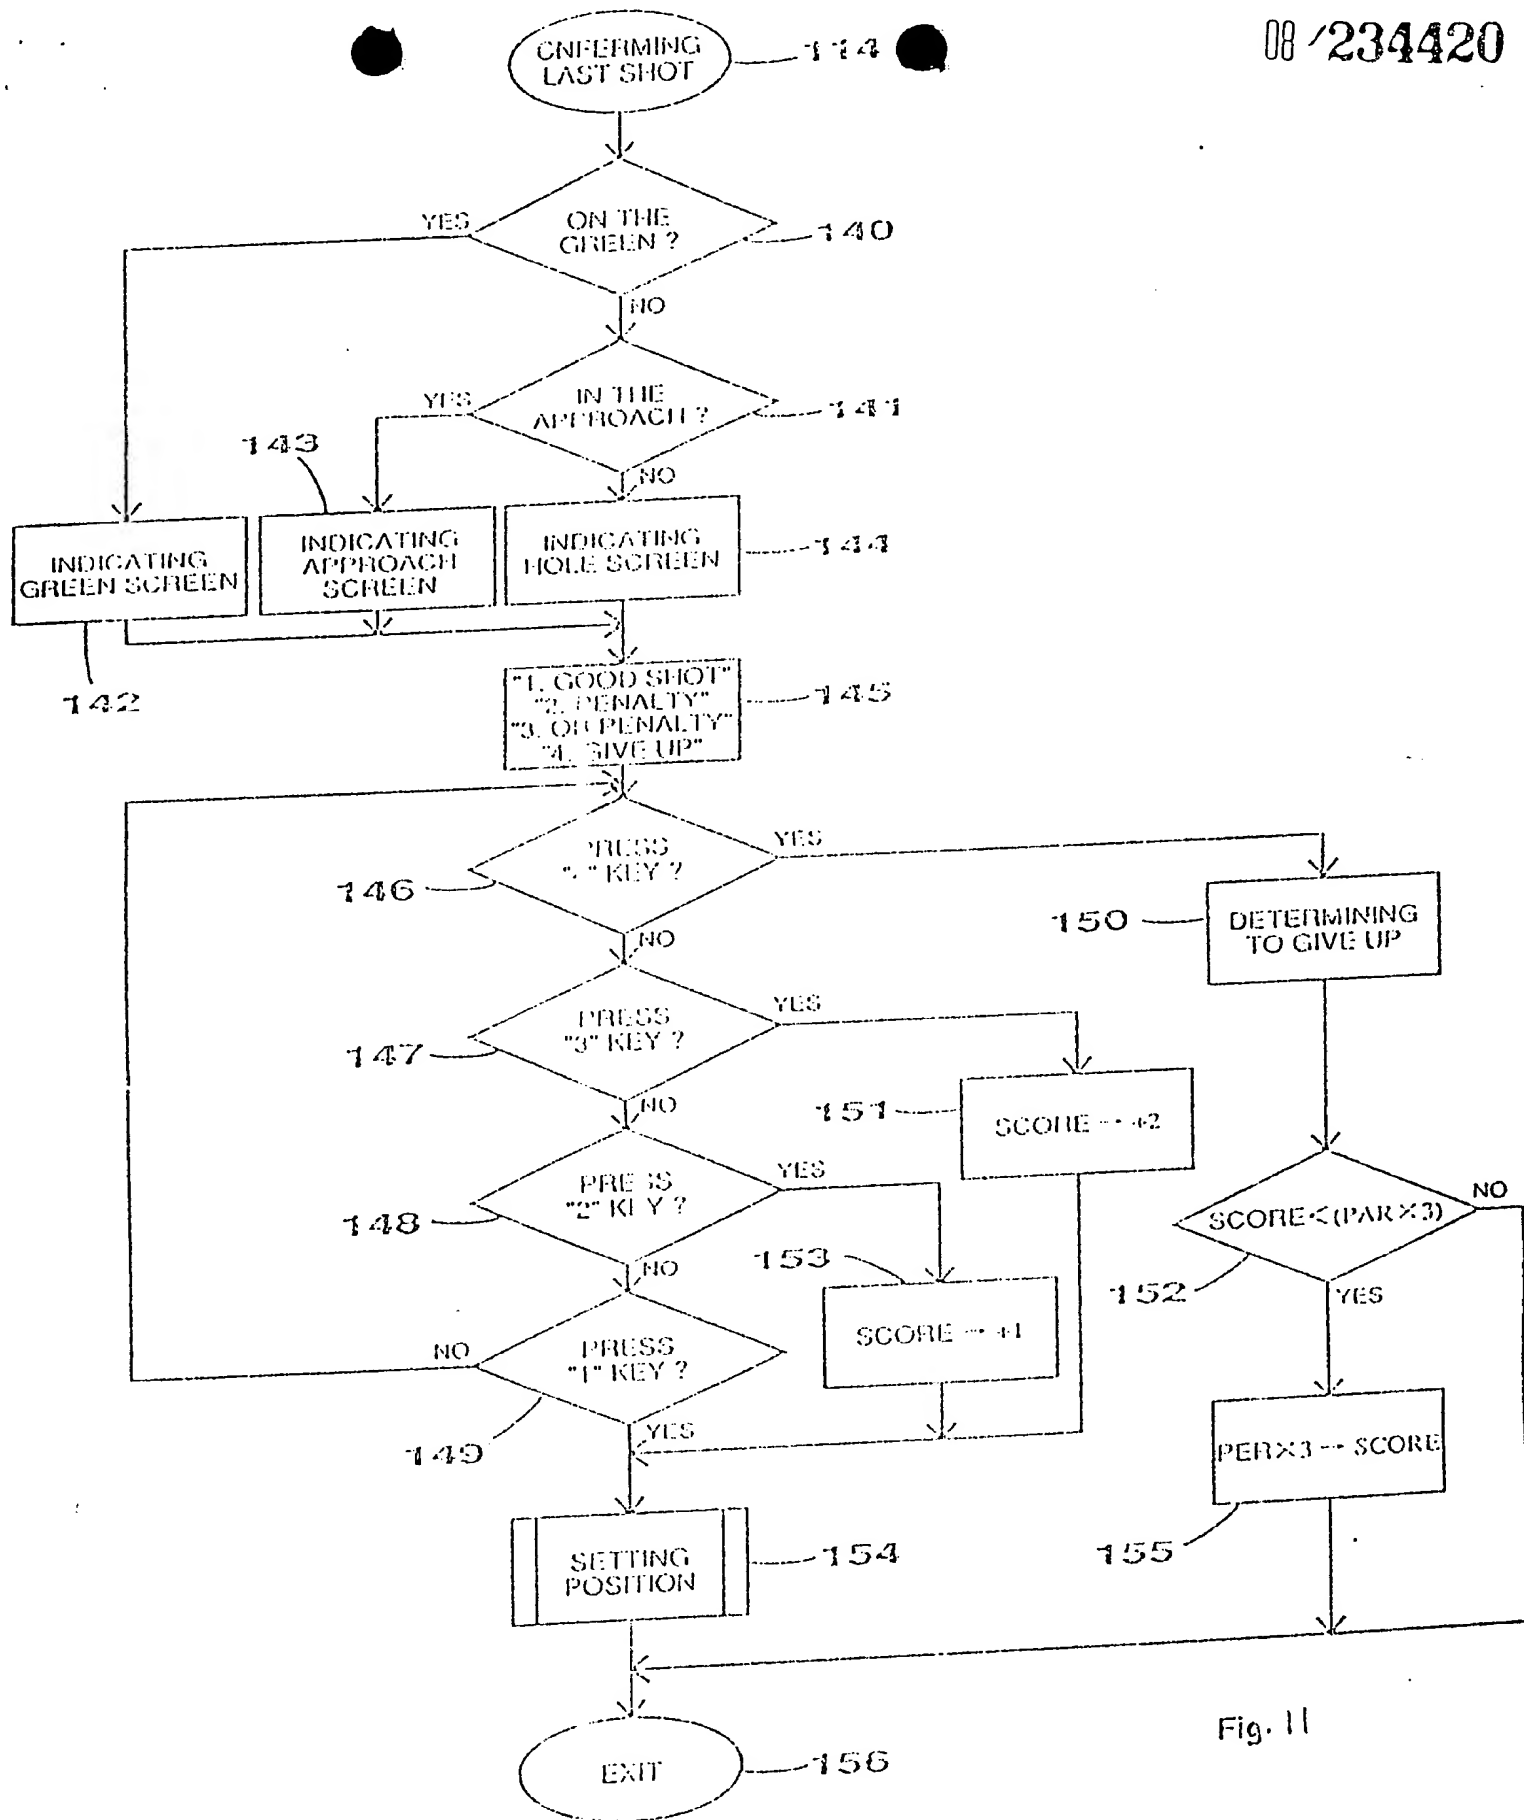 08/234420
CNFERMING
LAST SHOT
114
ON THE
GREEN ?
140
YES
NO
IN THE
APPROACH ?
141
YES
NO
143
INDICATING
GREEN SCREEN
142
INDICATING
APPROACH
SCREEN
INDICATING
HOLE SCREEN
144
"1. GOOD SHOT"
"2. PENALTY"
"3. OB PENALTY"
"4. GIVE UP"
145
PRESS
KEY ?
146
YES
NO
150
DETERMINING
TO GIVE UP
PRESS
"3" KEY ?
147
YES
NO
151
SCORE → +2
PRESS
"2" KEY ?
148
YES
NO
153
SCORE → +1
SCORE < (PAR×3)
152
NO
YES
PRESS
"1" KEY ?
149
NO
YES
PER×3 → SCORE
155
SETTING
POSITION
154
EXIT
156
Fig. 11